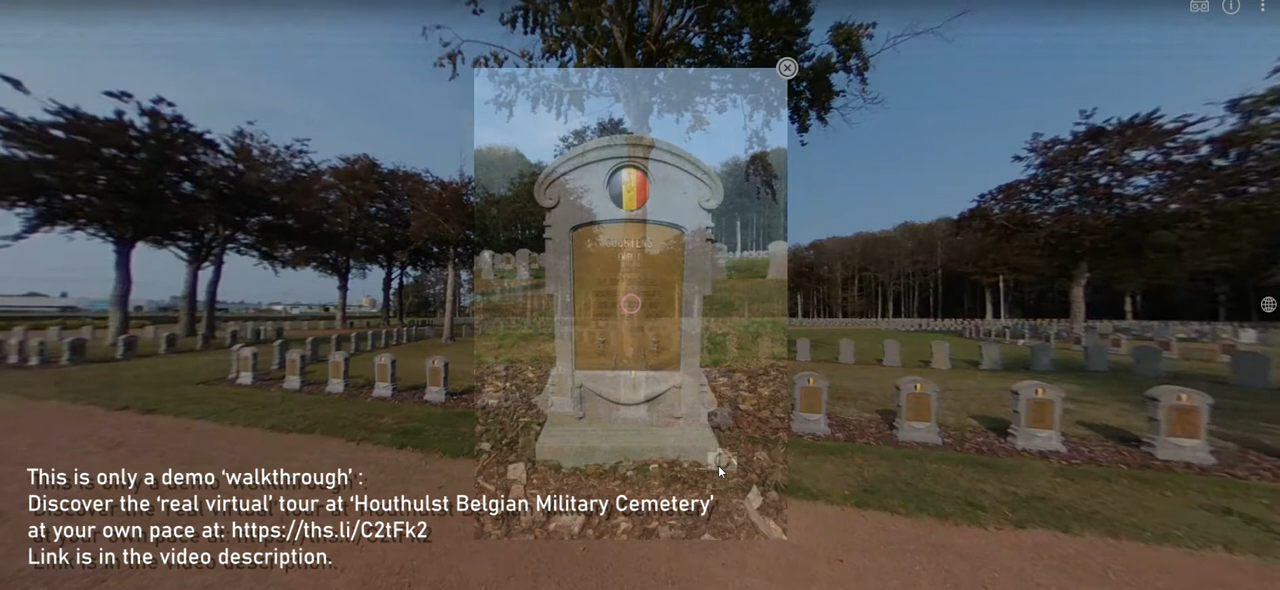 This is only a demo ‘walkthrough’ :
Discover the ‘real virtual’ tour at ‘Houthulst Belgian Military Cemetery’
at your own pace at: https://ths.li/C2tFk2
Link is in the video description.